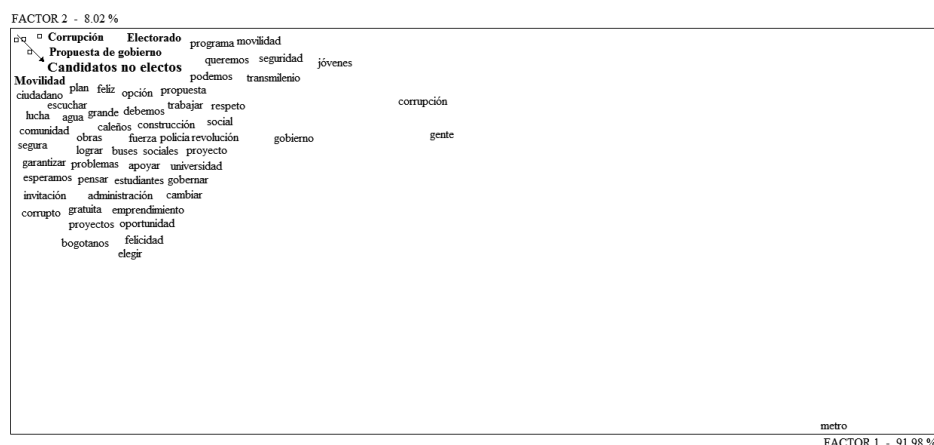 FACTOR 2 - 8.02 %
Corrupción Electorado programa movilidad
Propuesta de gobierno queremos seguridad jóvenes
Candidatos no electos podemos transmilenio
Movilidad plan feliz opción propuesta
ciudadano escuchar trabajar respeto corrupción
lucha agua grande debemos
caleños construcción social
comunidad obras fuerza policia revolución gobierno gente
segura lograr buses sociales proyecto
garantizar problemas apoyar universidad
esperamos pensar estudiantes gobernar
invitación administración cambiar
corrupto gratuita emprendimiento
proyectos oportunidad
bogotanos felicidad
elegir
metro
FACTOR 1 - 91.98 %